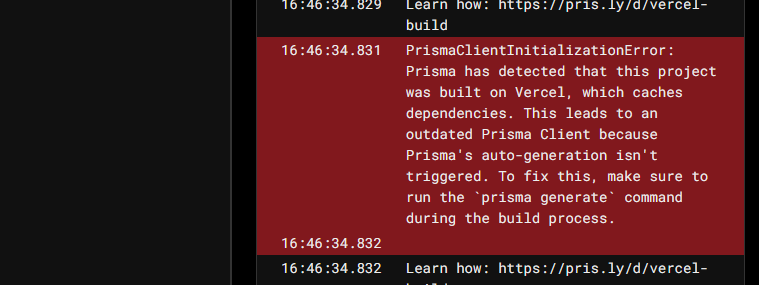 16:46:34.829 Learn how: https://pris.ly/d/vercel-
build
16:46:34.831 PrismaClientInitializationError:
Prisma has detected that this project
was built on Vercel, which caches
dependencies. This leads to an
outdated Prisma Client because
Prisma's auto-generation isn't
triggered. To fix this, make sure to
run the `prisma generate` command
during the build process.
16:46:34.832
16:46:34.832 Learn how: https://pris.ly/d/vercel-